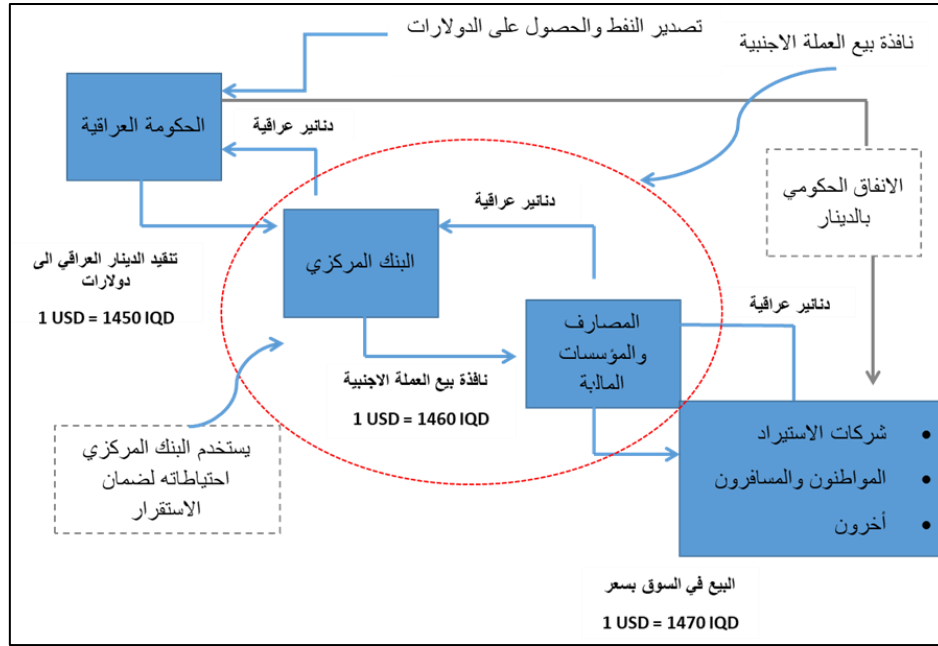 تصدير النفط والحصول على الدولارات
نافذة بيع العملة الاجنبية
الحكومة العراقية
دنانير عراقية
الانفاق الحكومي
بالدينار
دنانير عراقية
البنك المركزي
تنقيد الدينار العراقي الى
دولارات
1 USD = 1450 IQD
دنانير عراقية
المصارف
والمؤسسات
المالية
نافذة بيع العملة الاجنبية
1 USD = 1460 IQD
يستخدم البنك المركزي
احتياطاته لضمان
الاستقرار
• شركات الاستيراد
• المواطنون والمسافرون
• أخرون
البيع في السوق بسعر
1 USD = 1470 IQD